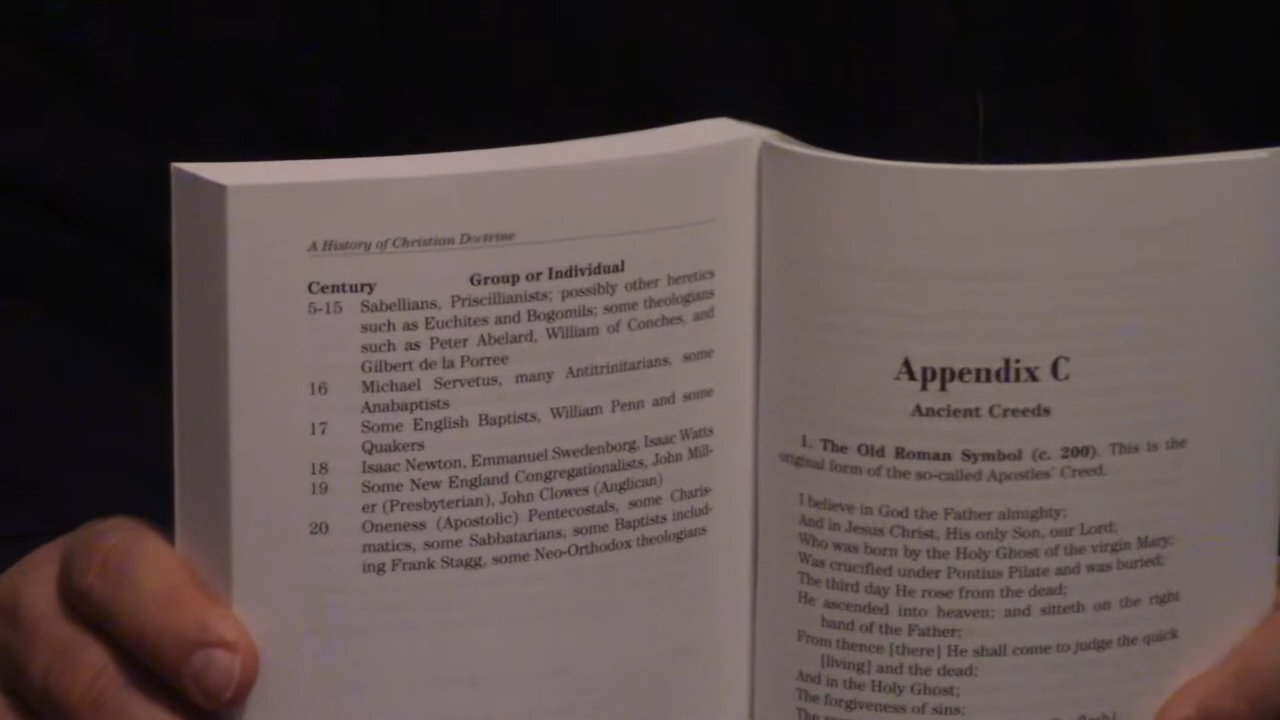 A History of Christian Doctrine
Century Group or Individual
5-15 Sabellians, Priscillianists; possibly other heretics
such as Euchites and Bogomils; some theologians
such as Peter Abelard, William of Conches, and
Gilbert de la Porree
16 Michael Servetus, many Antitrinitarians, some
Anabaptists
17 Some English Baptists, William Penn and some
Quakers
18 Isaac Newton, Emmanuel Swedenborg, Isaac Watts
19 Some New England Congregationalists, John Mill-
er (Presbyterian), John Clowes (Anglican)
20 Oneness (Apostolic) Pentecostals, some Charis-
matics, some Sabbatarians, some Baptists includ-
ing Frank Stagg, some Neo-Orthodox theologians
Appendix C
Ancient Creeds
1. The Old Roman Symbol (c. 200). This is the
original form of the so-called Apostles' Creed.
I believe in God the Father almighty;
And in Jesus Christ, His only Son, our Lord;
Who was born by the Holy Ghost of the virgin Mary;
Was crucified under Pontius Pilate and was buried;
The third day He rose from the dead;
He ascended into heaven; and sitteth on the right
hand of the Father;
From thence [there] He shall come to judge the quick
[living] and the dead;
And in the Holy Ghost;
The forgiveness of sins;
The